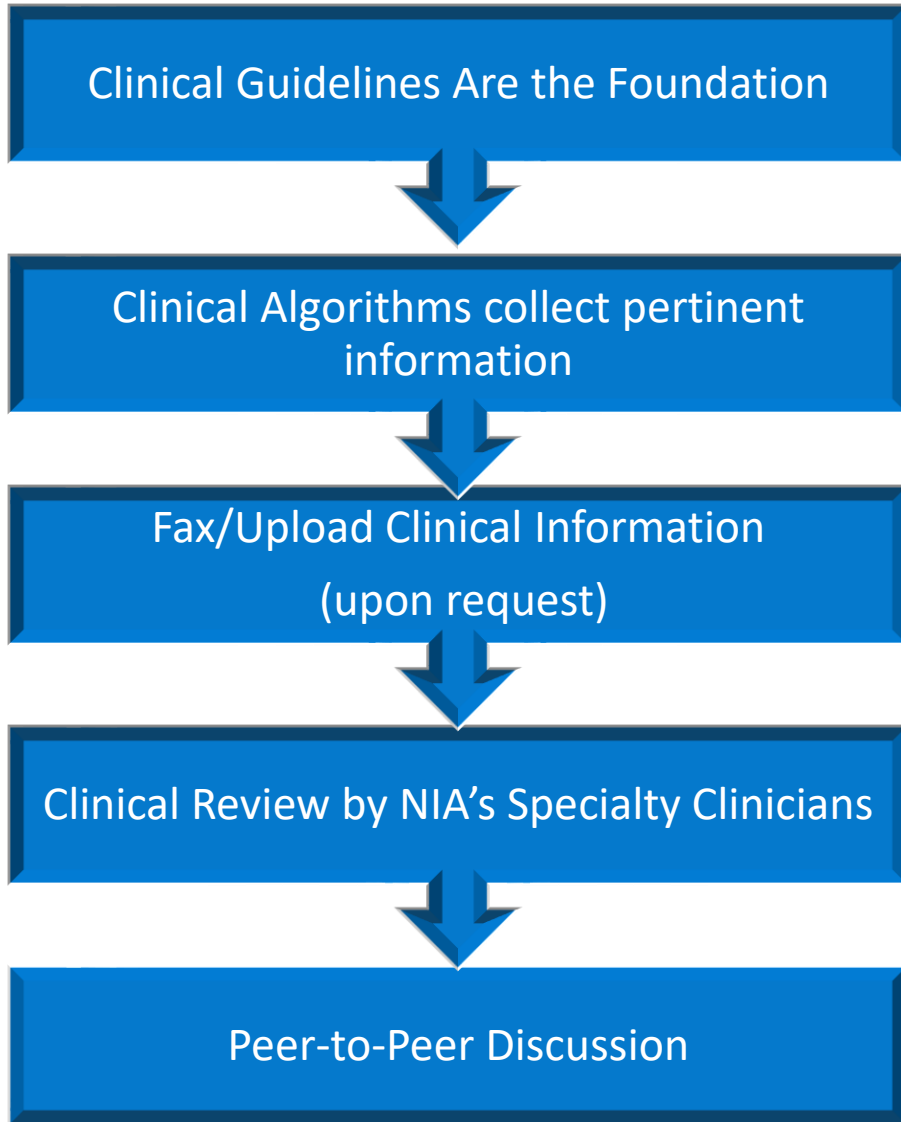 Clinical Guidelines Are the Foundation
Clinical Algorithms collect pertinent
information
Fax/Upload Clinical Information
(upon request)
Clinical Review by NIA’s Specialty Clinicians
Peer-to-Peer Discussion